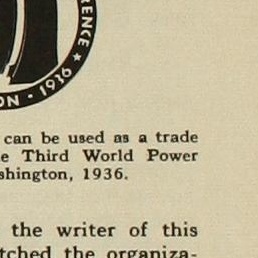 RENCE ★ 1936 · ON
can be used as a trade
e Third World Power
shington, 1936.
the writer of this
tched the organiza-